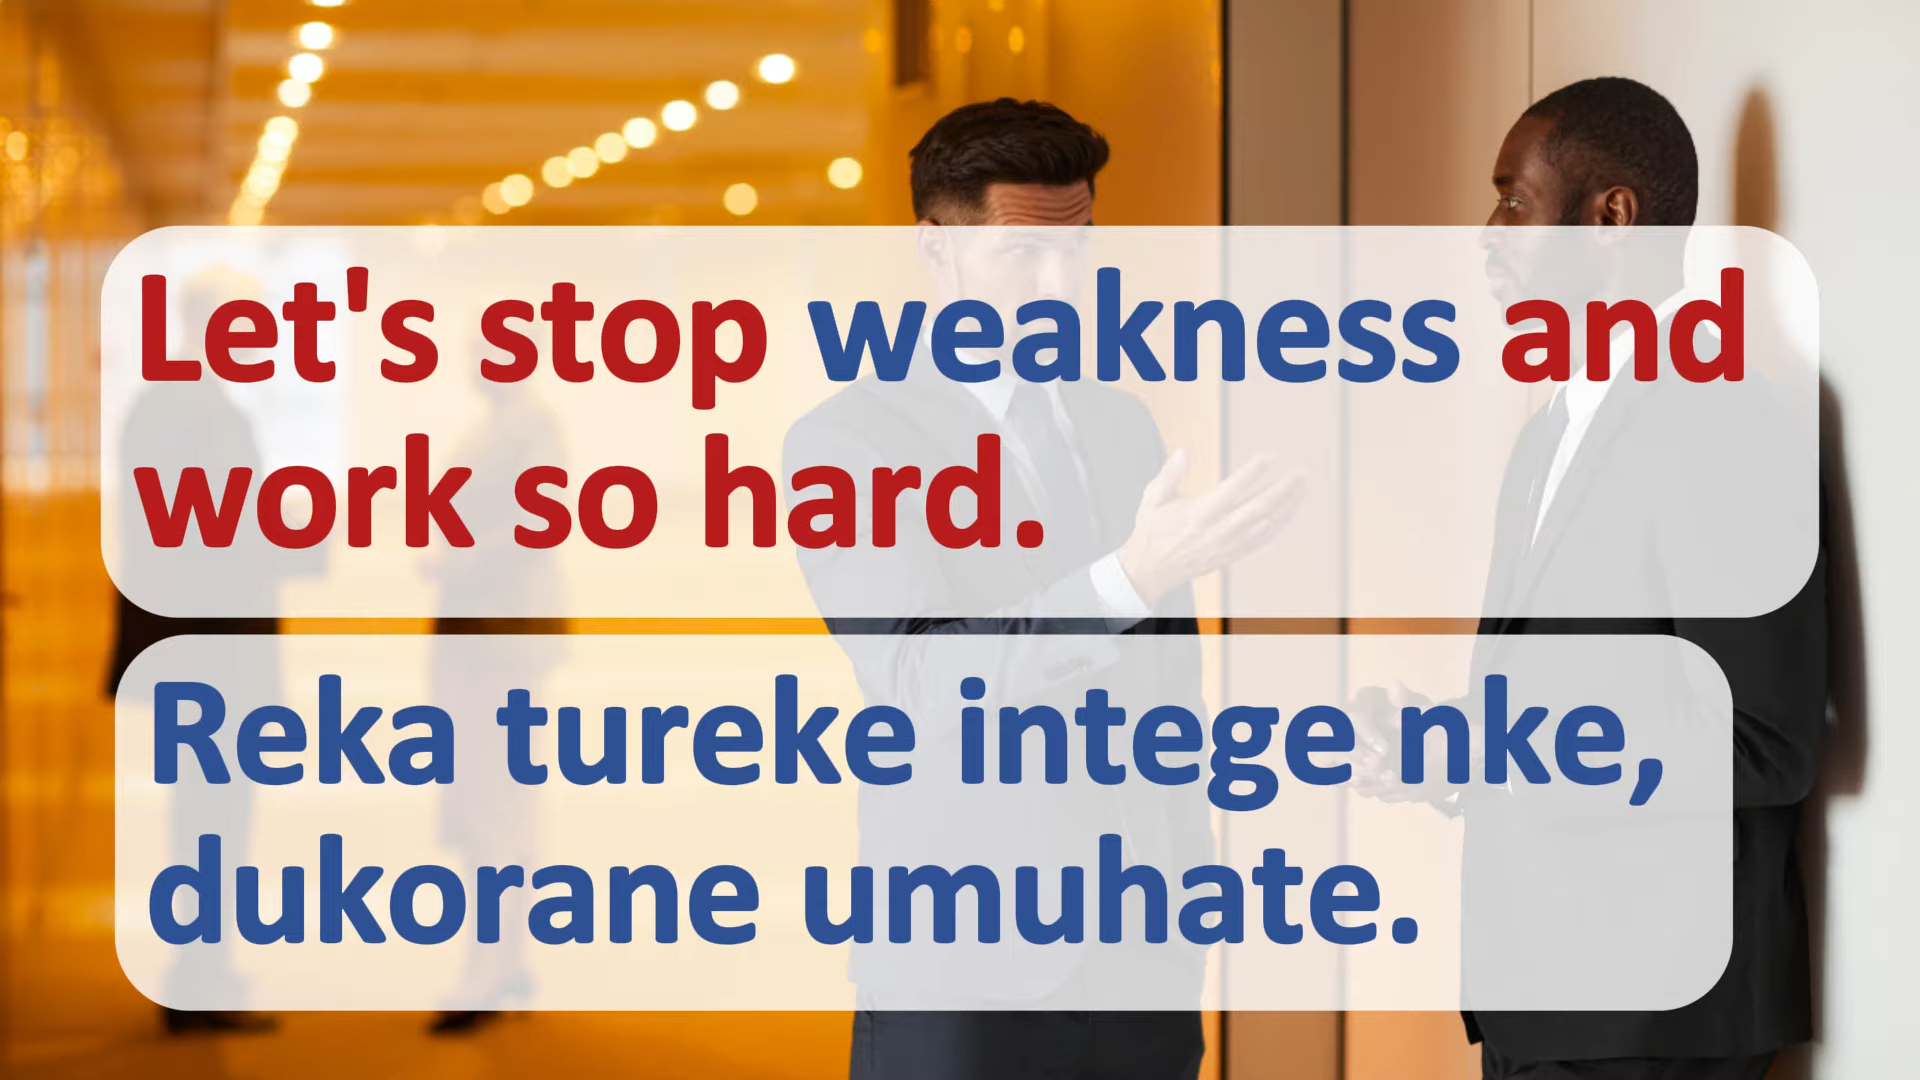 Let's stop weakness and
work so hard.
Reka tureke intege nke,
dukorane umuhate.